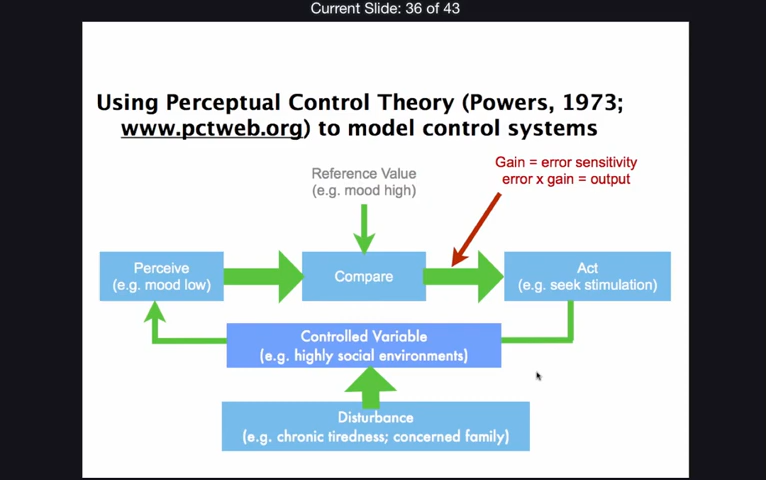 Current Slide: 36 of 43
Using Perceptual Control Theory (Powers, 1973;
www.pctweb.org) to model control systems
Gain = error sensitivity
error x gain = output
Reference Value
(e.g. mood high)
Perceive
(e.g. mood low)
Compare
Act
(e.g. seek stimulation)
Controlled Variable
(e.g. highly social environments)
Disturbance
(e.g. chronic tiredness; concerned family)